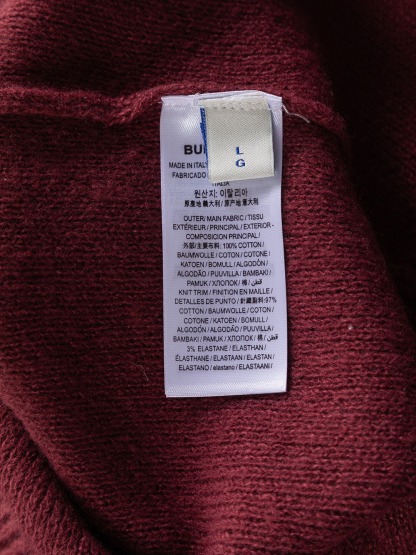 L
G
BU
MADE IN ITALY
FABRICADO
ITALIA
원산지: 이탈리아
原產地 義大利 / 原产地 意大利
OUTER/ MAIN FABRIC / TISSU
EXTÉRIEUR / PRINCIPAL / EXTERIOR -
COMPOSICION PRINCIPAL /
外部/主要布料: 100% COTTON /
BAUMWOLLE / COTON / COTONE /
KATOEN / BOMULL / ALGODÓN /
ALGODÃO / PUUVILLA / BAMBAKI /
PAMUK / ХЛОПОК / 棉 / قطن /
KNIT TRIM / FINITION EN MAILLE /
DETALLES DE PUNTO / 針織點料: 97%
COTTON / BAUMWOLLE / COTON /
COTONE / KATOEN / BOMULL /
ALGODÓN / ALGODÃO / PUUVILLA /
BAMBAKI / PAMUK / ХЛОПОК / 棉 / قطن
3% ELASTANE / ELASTHAN /
ÉLASTHANE / ELASTAAN / ELASTAN /
ELASTANO / elastano / ELASTAANI /